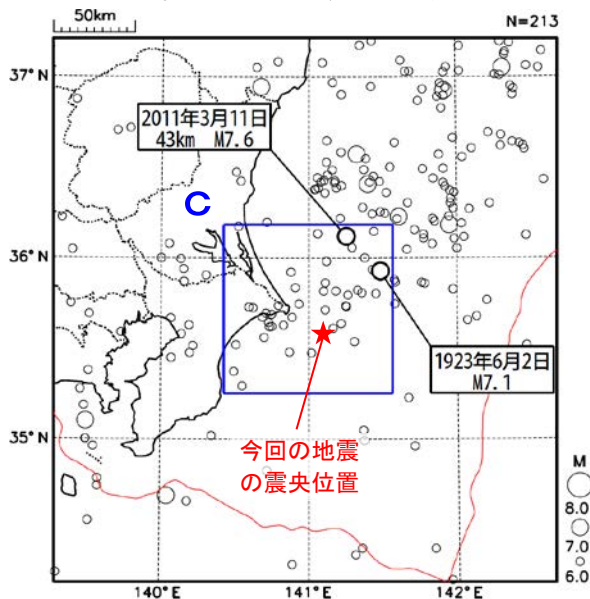 50km
N=213
37°N
2011年3月11日
43km M7.6
C
36°N
1923年6月2日
M7.1
35°N
今回の地震
の震央位置
M
8.0
7.0
6.0
140°E
141°E
142°E